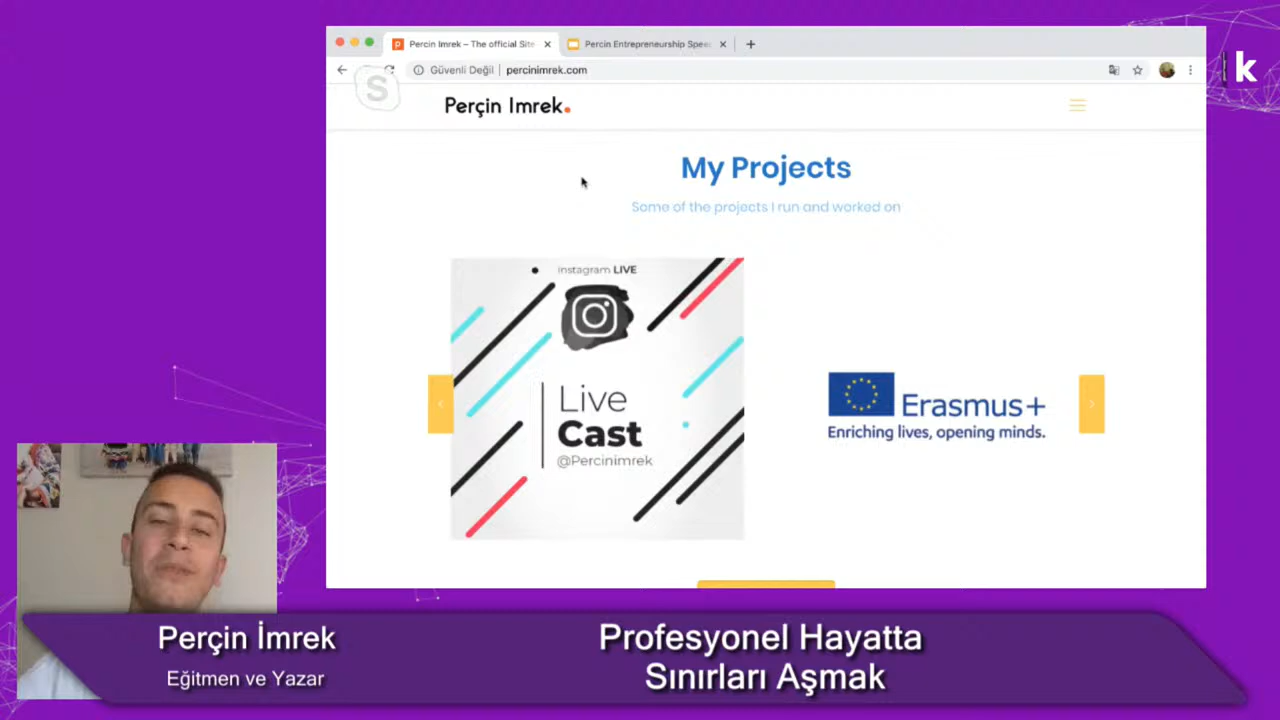 Percin Imrek – The official Site
Percin Entrepreneurship Spee
Güvenli Değil | percinimrek.com
S
k
Perçin Imrek.
My Projects
Some of the projects I run and worked on
instagram LIVE
Live
Cast
@Percinimrek
Erasmus+
Enriching lives, opening minds.
Perçin İmrek
Eğitmen ve Yazar
Profesyonel Hayatta
Sınırları Aşmak